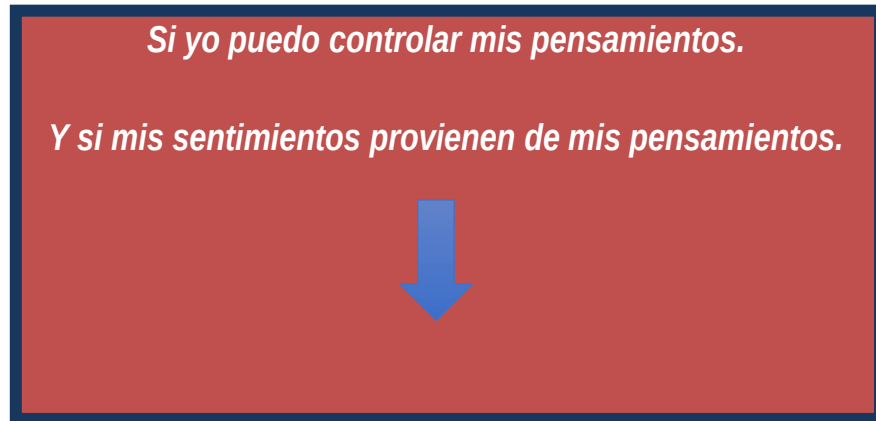 Si yo puedo controlar mis pensamientos.
Y si mis sentimientos provienen de mis pensamientos.